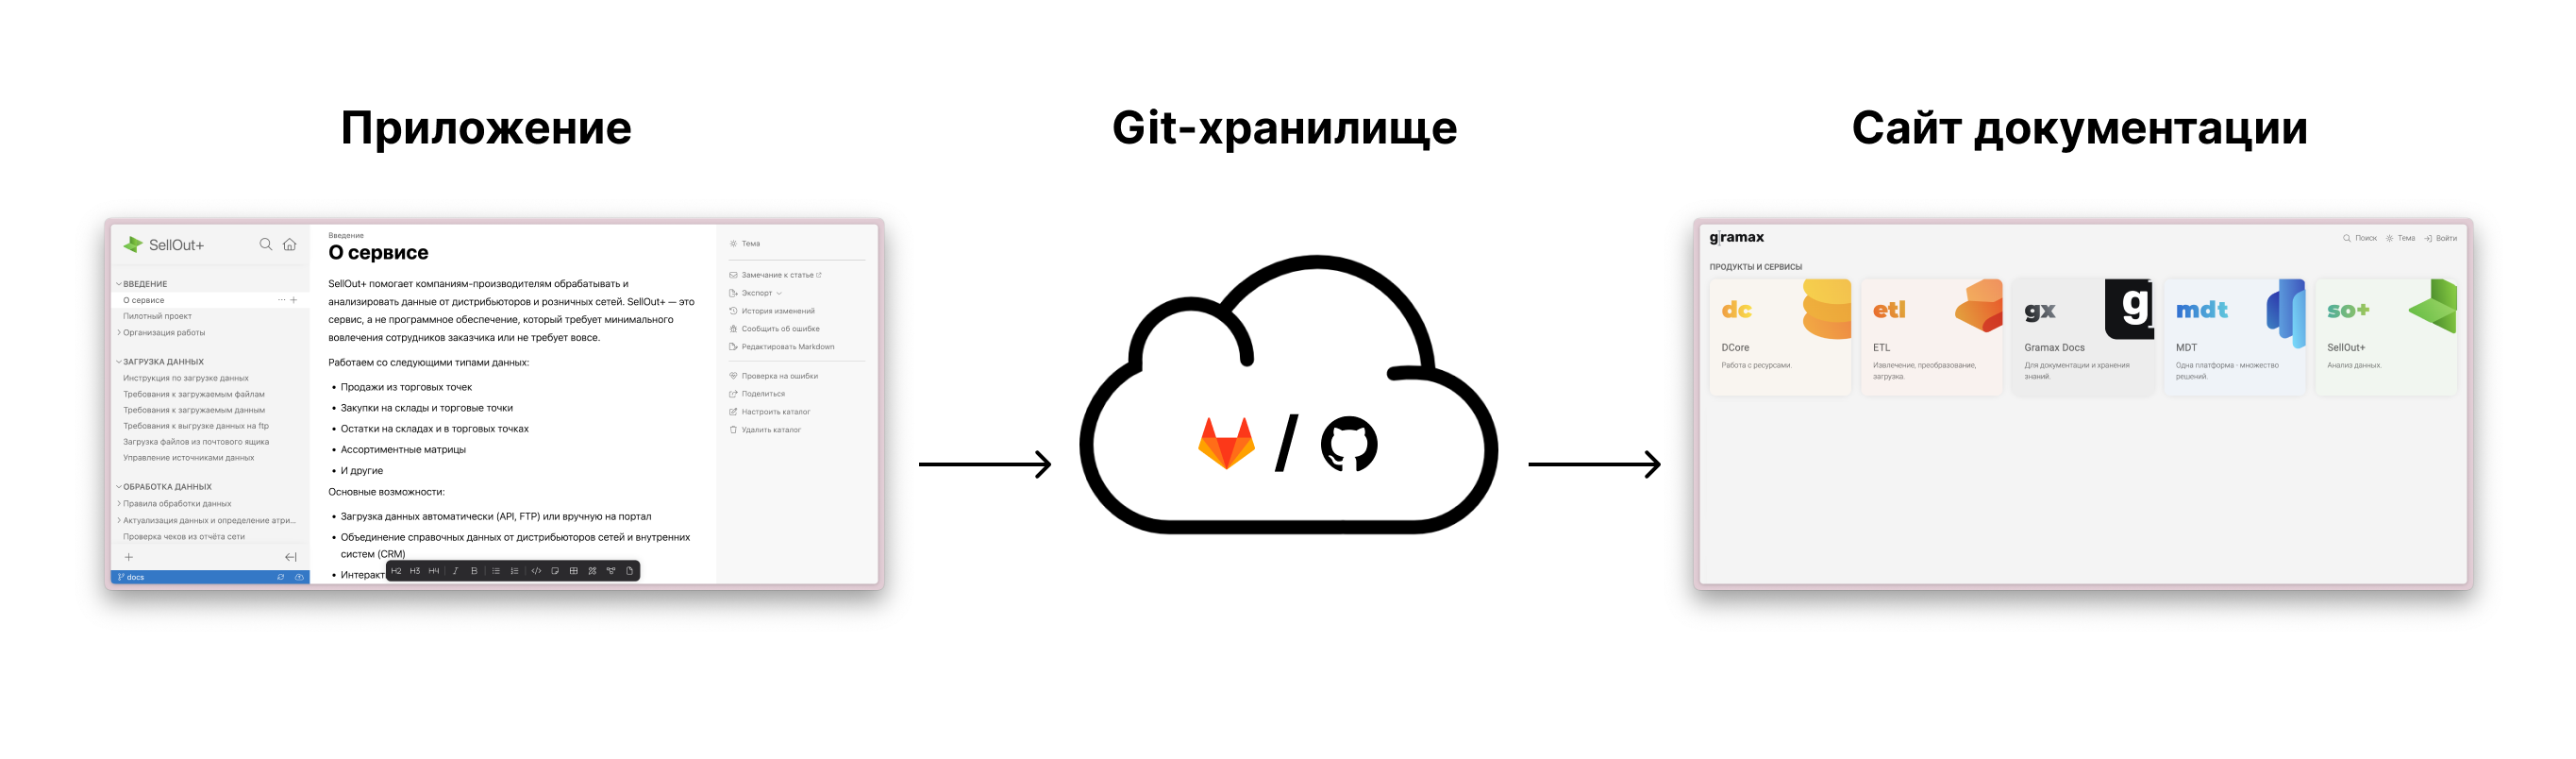 Приложение
Git-хранилище
Сайт документации
SellOut+
ВВЕДЕНИЕ
О сервисе
Пилотный проект
Организация работы
ЗАГРУЗКА ДАННЫХ
Инструкция по загрузке данных
Требования к загружаемым файлам
Требования к загружаемым данным
Требования к выгрузке данных на ftp
Загрузка файлов из почтового ящика
Управление источниками данных
ОБРАБОТКА ДАННЫХ
Правила обработки данных
Актуализация данных и определение атри...
Проверка чеков из отчёта сети
docs
Введение
О сервисе
SellOut+ помогает компаниям-производителям обрабатывать и
анализировать данные от дистрибьюторов и розничных сетей. SellOut+ — это
сервис, а не программное обеспечение, который требует минимального
вовлечения сотрудников заказчика или не требует вовсе.
Работаем со следующими типами данных:
• Продажи из торговых точек
• Закупки на склады и торговые точки
• Остатки на складах и в торговых точках
• Ассортиментные матрицы
• И другие
Основные возможности:
• Загрузка данных автоматически (API, FTP) или вручную на портал
• Объединение справочных данных от дистрибьюторов сетей и внутренних
систем (CRM)
• Интеракт
H2 H3 H4 I B
Тема
Замечание к статье
Экспорт
История изменений
Сообщить об ошибке
Редактировать Markdown
Проверка на ошибки
Поделиться
Настроить каталог
Удалить каталог
/
gramax
Поиск Тема Войти
ПРОДУКТЫ И СЕРВИСЫ
dc
DCore
Работа с ресурсами.
etl
ETL
Извлечение, преобразование,
загрузка.
gx
g
Gramax Docs
Для документации и хранения
знаний.
mdt
MDT
Одна платформа - множество
решений.
so+
SellOut+
Анализ данных.